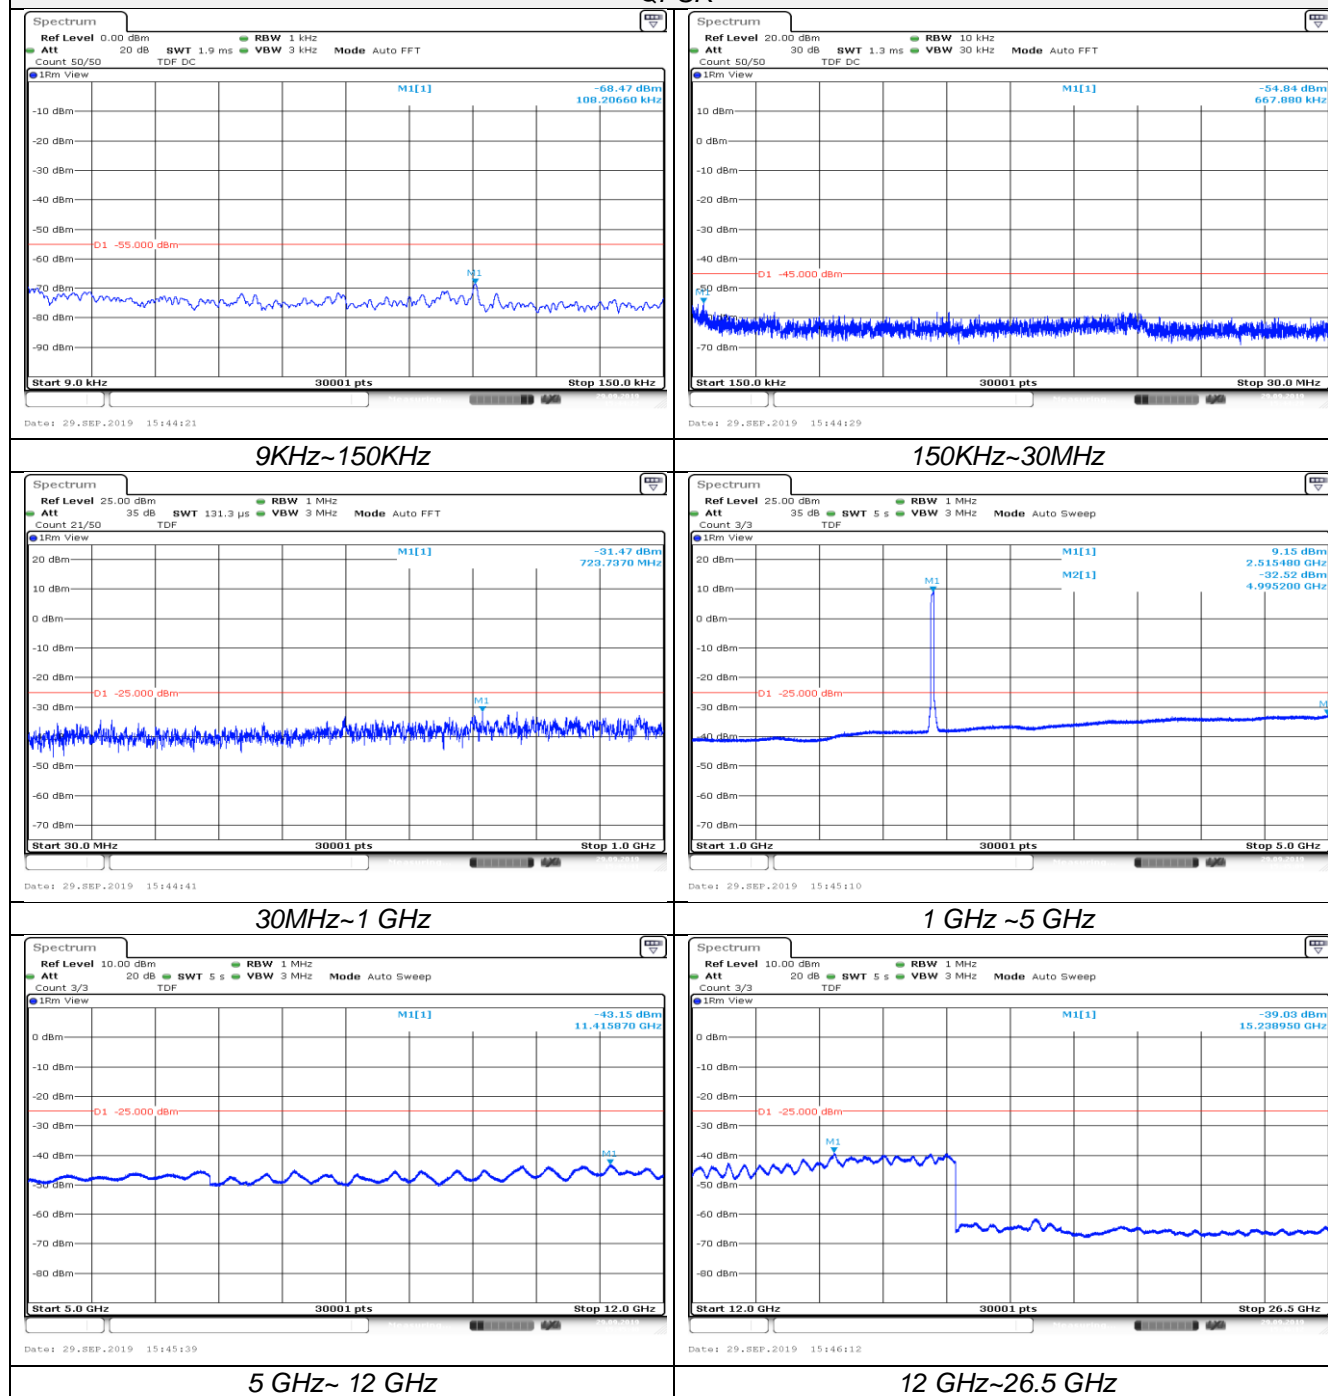 Spectrum
Ref Level 0.00 dBm RBW 1 kHz
Att 20 dB SWT 1.9 ms VBW 3 kHz Mode Auto FFT
Count 50/50 TDF DC
1Rm View
M1[1] -68.47 dBm
108.20660 kHz
-10 dBm
-20 dBm
-30 dBm
-40 dBm
-50 dBm
D1 -55.000 dBm
-60 dBm
M1
-70 dBm
-80 dBm
-90 dBm
Start 9.0 kHz 30001 pts Stop 150.0 kHz
Date: 29.SEP.2019 15:44:21
9KHz~150KHz
Spectrum
Ref Level 20.00 dBm RBW 10 kHz
Att 30 dB SWT 1.3 ms VBW 30 kHz Mode Auto FFT
Count 50/50 TDF DC
1Rm View
M1[1] -54.84 dBm
667.880 kHz
10 dBm
0 dBm
-10 dBm
-20 dBm
-30 dBm
-40 dBm
D1 -45.000 dBm
-50 dBm
M1
-70 dBm
Start 150.0 kHz 30001 pts Stop 30.0 MHz
Date: 29.SEP.2019 15:44:29
150KHz~30MHz
Spectrum
Ref Level 25.00 dBm RBW 1 MHz
Att 35 dB SWT 131.3 µs VBW 3 MHz Mode Auto FFT
Count 21/50 TDF
1Rm View
M1[1] -31.47 dBm
723.7370 MHz
20 dBm
10 dBm
0 dBm
-10 dBm
-20 dBm
D1 -25.000 dBm
-30 dBm
M1
-40 dBm
-50 dBm
-60 dBm
-70 dBm
Start 30.0 MHz 30001 pts Stop 1.0 GHz
Date: 29.SEP.2019 15:44:41
30MHz~1 GHz
Spectrum
Ref Level 25.00 dBm RBW 1 MHz
Att 35 dB SWT 5 s VBW 3 MHz Mode Auto Sweep
Count 3/3 TDF
1Rm View
M1[1] 9.15 dBm
2.515480 GHz
M2[1] -32.52 dBm
4.995200 GHz
20 dBm
M1
10 dBm
0 dBm
-10 dBm
-20 dBm
D1 -25.000 dBm
-30 dBm
-40 dBm
-50 dBm
-60 dBm
-70 dBm
Start 1.0 GHz 30001 pts Stop 5.0 GHz
Date: 29.SEP.2019 15:45:10
1 GHz ~5 GHz
Spectrum
Ref Level 10.00 dBm RBW 1 MHz
Att 20 dB SWT 5 s VBW 3 MHz Mode Auto Sweep
Count 3/3 TDF
1Rm View
M1[1] -43.15 dBm
11.415870 GHz
0 dBm
-10 dBm
-20 dBm
D1 -25.000 dBm
-30 dBm
-40 dBm
M1
-50 dBm
-60 dBm
-70 dBm
-80 dBm
Start 5.0 GHz 30001 pts Stop 12.0 GHz
Date: 29.SEP.2019 15:45:39
5 GHz~ 12 GHz
Spectrum
Ref Level 10.00 dBm RBW 1 MHz
Att 20 dB SWT 5 s VBW 3 MHz Mode Auto Sweep
Count 3/3 TDF
1Rm View
M1[1] -39.03 dBm
15.238950 GHz
0 dBm
-10 dBm
-20 dBm
D1 -25.000 dBm
-30 dBm
M1
-40 dBm
-50 dBm
-60 dBm
-70 dBm
-80 dBm
Start 12.0 GHz 30001 pts Stop 26.5 GHz
Date: 29.SEP.2019 15:46:12
12 GHz~26.5 GHz